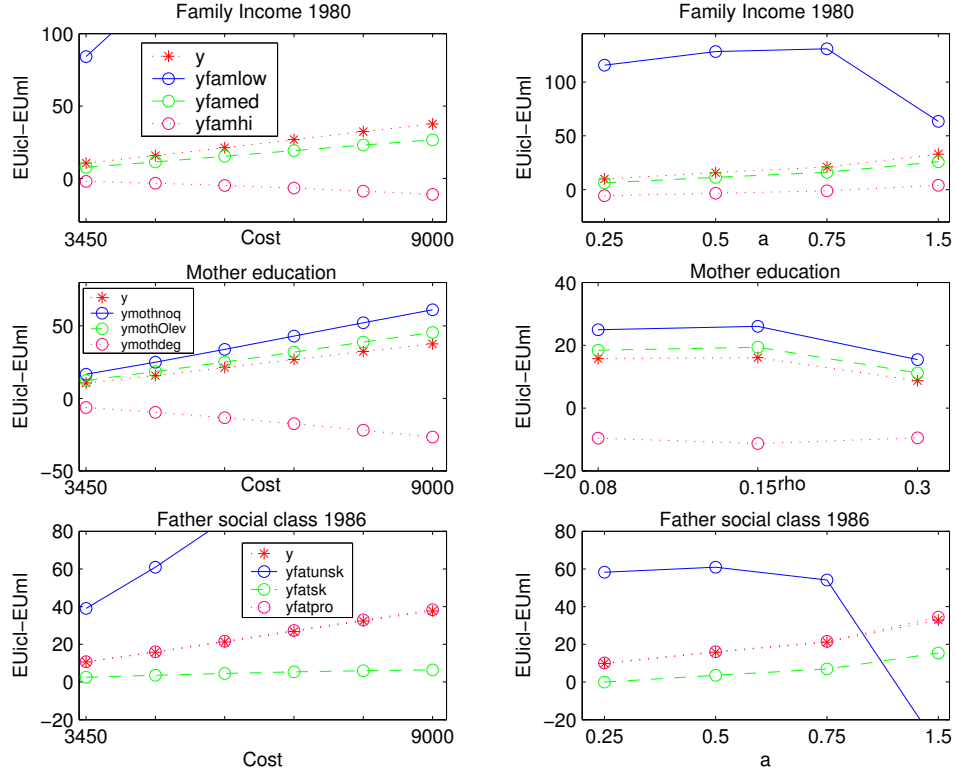 Family Income 1980
EUicl−EUml
100
50
0
y
yfamlow
yfamed
yfamhi
3450
Cost
9000
Family Income 1980
EUicl−EUml
100
50
0
0.25
0.5
a
0.75
1.5
Mother education
EUicl−EUml
50
0
−50
y
ymothnoq
ymothOlev
ymothdeg
3450
Cost
9000
Mother education
EUicl−EUml
40
20
0
−20
0.08
0.15
rho
0.3
Father social class 1986
EUicl−EUml
80
60
40
20
0
−20
y
yfatunsk
yfatsk
yfatpro
3450
Cost
9000
Father social class 1986
EUicl−EUml
80
60
40
20
0
−20
0.25
0.5
0.75
1.5
a